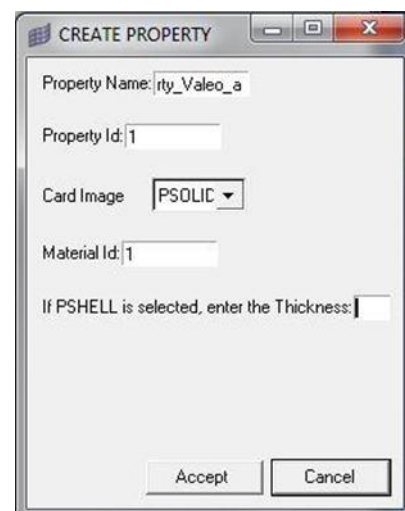 CREATE PROPERTY
Property Name: rty_Valeo_a
Property Id: 1
Card Image PSOLID
Material Id: 1
If PSHELL is selected, enter the Thickness:
Accept Cancel